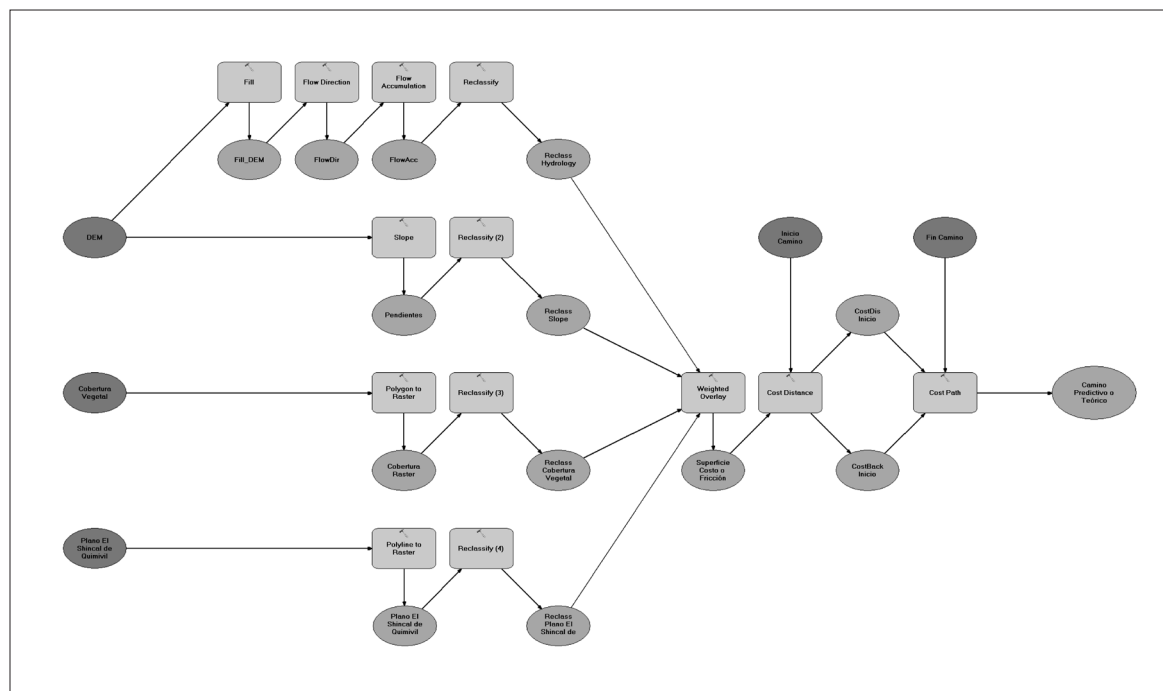 Fill
Flow Direction
Flow
Accumulation
Reclassify
Fill_DEM
FlowDir
FlowAcc
Reclass
Hydrology
DEM
Slope
Reclassify (2)
Inicio
Camino
Fin Camino
Pendientes
Reclass
Slope
CostDis
Inicio
Cobertura
Vegetal
Polygon to
Raster
Reclassify (3)
Weighted
Overlay
Cost Distance
Cost Path
Camino
Predictivo o
Teórico
Cobertura
Raster
Reclass
Cobertura
Vegetal
Superficie
Costo o
Fricción
CostBack
Inicio
Plano El
Shincal de
Quimivil
Polyline to
Raster
Reclassify (4)
Plano El
Shincal de
Quimivil
Reclass
Plano El
Shincal de